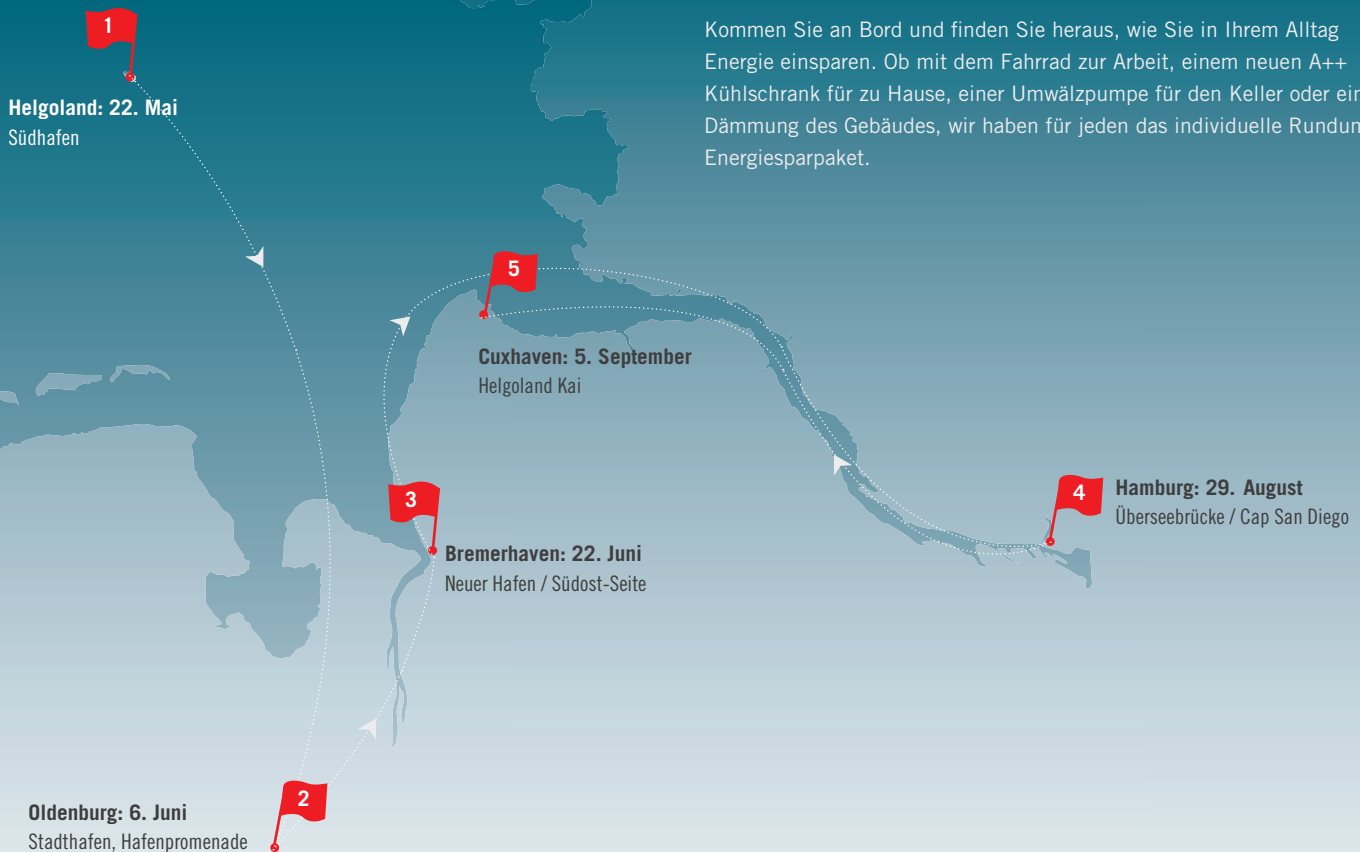 1
Helgoland: 22. Mai
Südhafen
Kommen Sie an Bord und finden Sie heraus, wie Sie in Ihrem Alltag
Energie einsparen. Ob mit dem Fahrrad zur Arbeit, einem neuen A++
Kühlschrank für zu Hause, einer Umwälzpumpe für den Keller oder
Dämmung des Gebäudes, wir haben für jeden das individuelle
Energiesparpaket.
5
Cuxhaven: 5. September
Helgoland Kai
4
Hamburg: 29. August
Überseebrücke / Cap San Diego
3
Bremerhaven: 22. Juni
Neuer Hafen / Südost-Seite
2
Oldenburg: 6. Juni
Stadthafen, Hafenpromenade